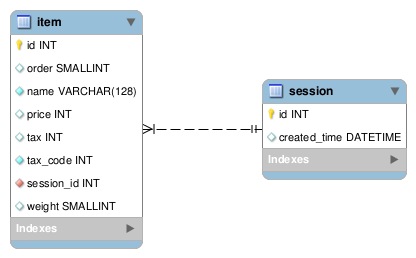 item
id INT
order SMALLINT
name VARCHAR(128)
price INT
tax INT
tax_code INT
session_id INT
weight SMALLINT
Indexes
session
id INT
created_time DATETIME
Indexes